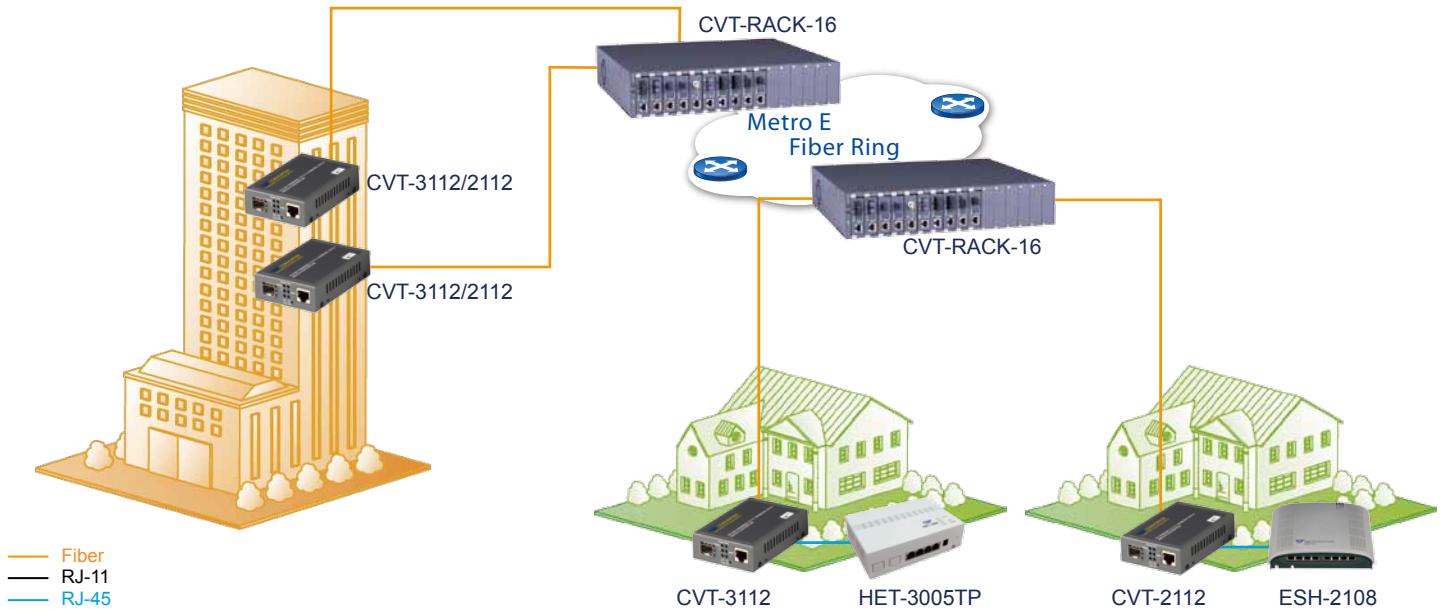 CVT-RACK-16
Metro E
Fiber Ring
CVT-3112/2112
CVT-RACK-16
CVT-3112/2112
Fiber
RJ-11
RJ-45
CVT-3112
HET-3005TP
CVT-2112
ESH-2108